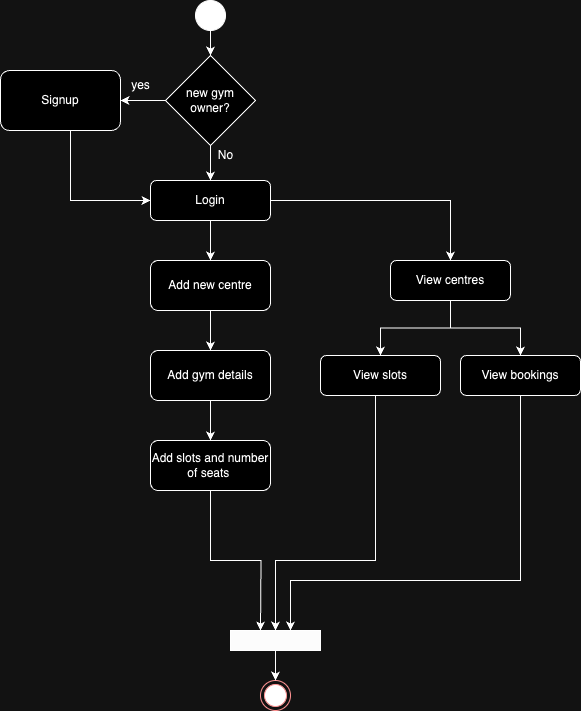 yes
new gym
owner?
Signup
No
Login
Add new centre
View centres
Add gym details
View slots
View bookings
Add slots and number
of seats